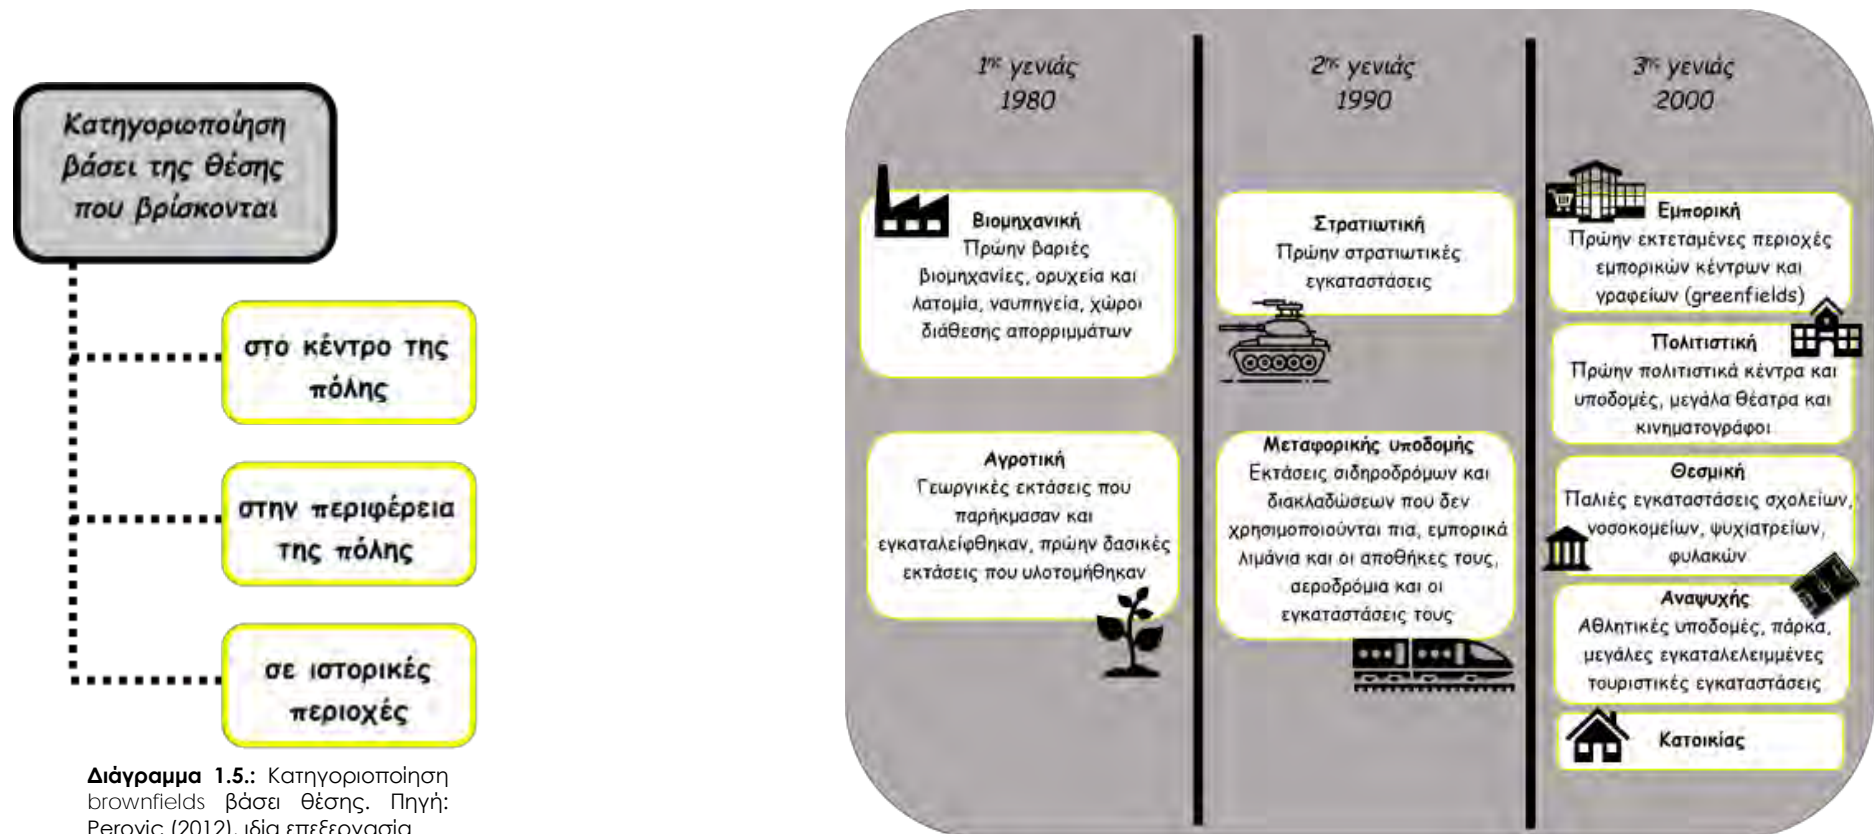 Κατηγοριοποίηση
βάσει της θέσης
που βρίσκονται
στο κέντρο της
πόλης
στην περιφέρεια
της πόλης
σε ιστορικές
περιοχές
Διάγραμμα 1.5.: Κατηγοριοποίηση
brownfields βάσει θέσης. Πηγή:
Perovic (2012), ιδία επεξεργασία
1ης γενιάς
1980
Βιομηχανική
Πρώην βαριές
βιομηχανίες, ορυχεία και
λατομία, ναυπηγεία, χώροι
διάθεσης απορριμμάτων
Αγροτική
Γεωργικές εκτάσεις που
παρήκμασαν και
εγκαταλείφθηκαν, πρώην δασικές
εκτάσεις που υλοτομήθηκαν
2ης γενιάς
1990
Στρατιωτική
Πρώην στρατιωτικές
εγκαταστάσεις
Μεταφορικής υποδομής
Εκτάσεις σιδηροδρόμων και
διακλαδώσεων που δεν
χρησιμοποιούνται πια, εμπορικά
λιμάνια και οι αποθήκες τους,
αεροδρόμια και οι
εγκαταστάσεις τους
3ης γενιάς
2000
Εμπορική
Πρώην εκτεταμένες περιοχές
εμπορικών κέντρων και
γραφείων (greenfields)
Πολιτιστική
Πρώην πολιτιστικά κέντρα και
υποδομές, μεγάλα θέατρα και
κινηματογράφοι
Θεσμική
Παλιές εγκαταστάσεις σχολείων,
νοσοκομείων, ψυχιατρείων,
φυλακών
Αναψυχής
Αθλητικές υποδομές, πάρκα,
μεγάλες εγκαταλελειμμένες
τουριστικές εγκαταστάσεις
Κατοικίας